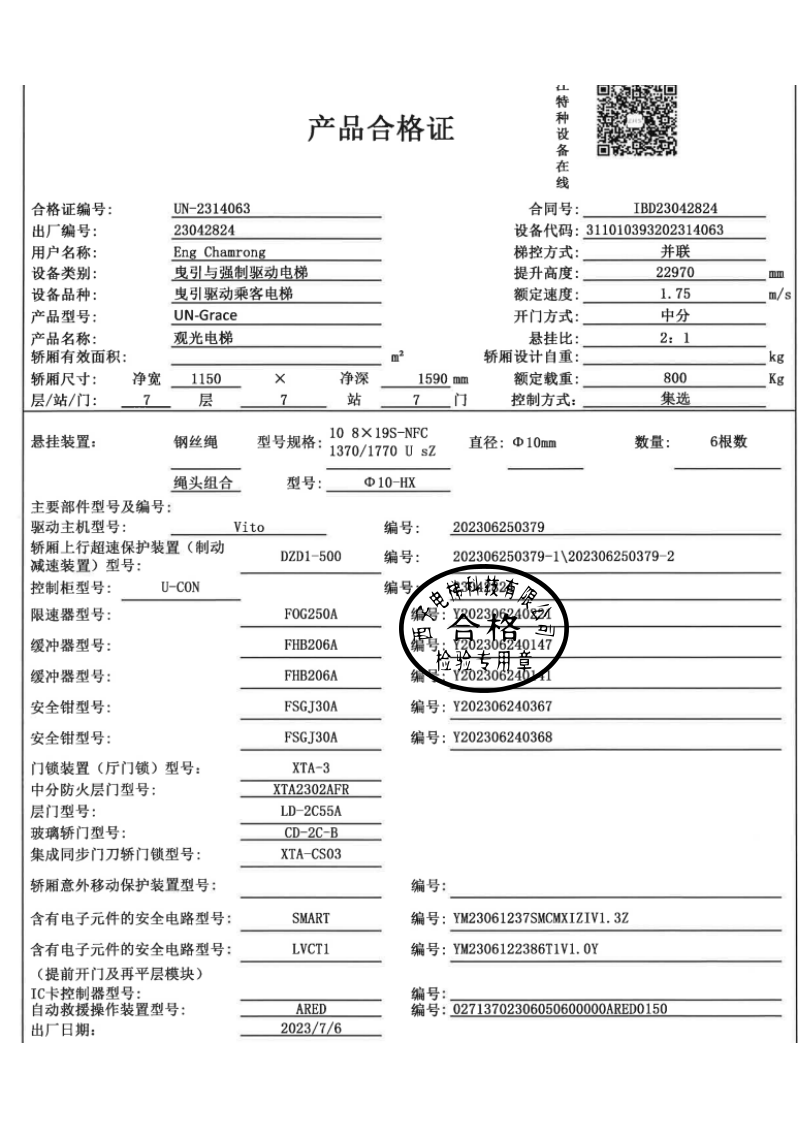 特种设备在线
产品合格证
合格证编号: UN-2314063 合同号: IBD23042824
出厂编号: 23042824 设备代码: 311010393202314063
用户名称: Eng Chamrong 梯控方式: 并联
设备类别: 曳引与强制驱动电梯 提升高度: 22970 mm
设备品种: 曳引驱动乘客电梯 额定速度: 1.75 m/s
产品型号: UN-Grace 开门方式: 中分
产品名称: 观光电梯 悬挂比: 2: 1
轿厢有效面积: m² 轿厢设计自重: kg
轿厢尺寸: 净宽 1150 × 净深 1590 mm 额定载重: 800 Kg
层/站/门: 7 层 7 站 7 门 控制方式: 集选
悬挂装置: 钢丝绳 型号规格: 10 8×19S-NFC 1370/1770 U sZ 直径: Φ10mm 数量: 6根数
绳头组合 型号: Φ10-HX
主要部件型号及编号:
驱动主机型号: Vito 编号: 202306250379
轿厢上行超速保护装置（制动
减速装置）型号: DZD1-500 编号: 202306250379-1\202306250379-2
控制柜型号: U-CON 编号:
限速器型号: FOG250A 编号:
缓冲器型号: FHB206A 编号: Y202306240147
缓冲器型号: FHB206A 编号:
安全钳型号: FSGJ30A 编号: Y202306240367
安全钳型号: FSGJ30A 编号: Y202306240368
电梯科技有限公司
合格
检验专用章
门锁装置（厅门锁）型号: XTA-3
中分防火层门型号: XTA2302AFR
层门型号: LD-2C55A
玻璃轿门型号: CD-2C-B
集成同步门刀轿门锁型号: XTA-CS03
轿厢意外移动保护装置型号: 编号:
含有电子元件的安全电路型号: SMART 编号: YM23061237SMCMXIZIV1.3Z
含有电子元件的安全电路型号: LVCT1 编号: YM2306122386T1V1.0Y
（提前开门及再平层模块）
IC卡控制器型号: 编号:
自动救援操作装置型号: ARED 编号: 02713702306050600000ARED0150
出厂日期: 2023/7/6